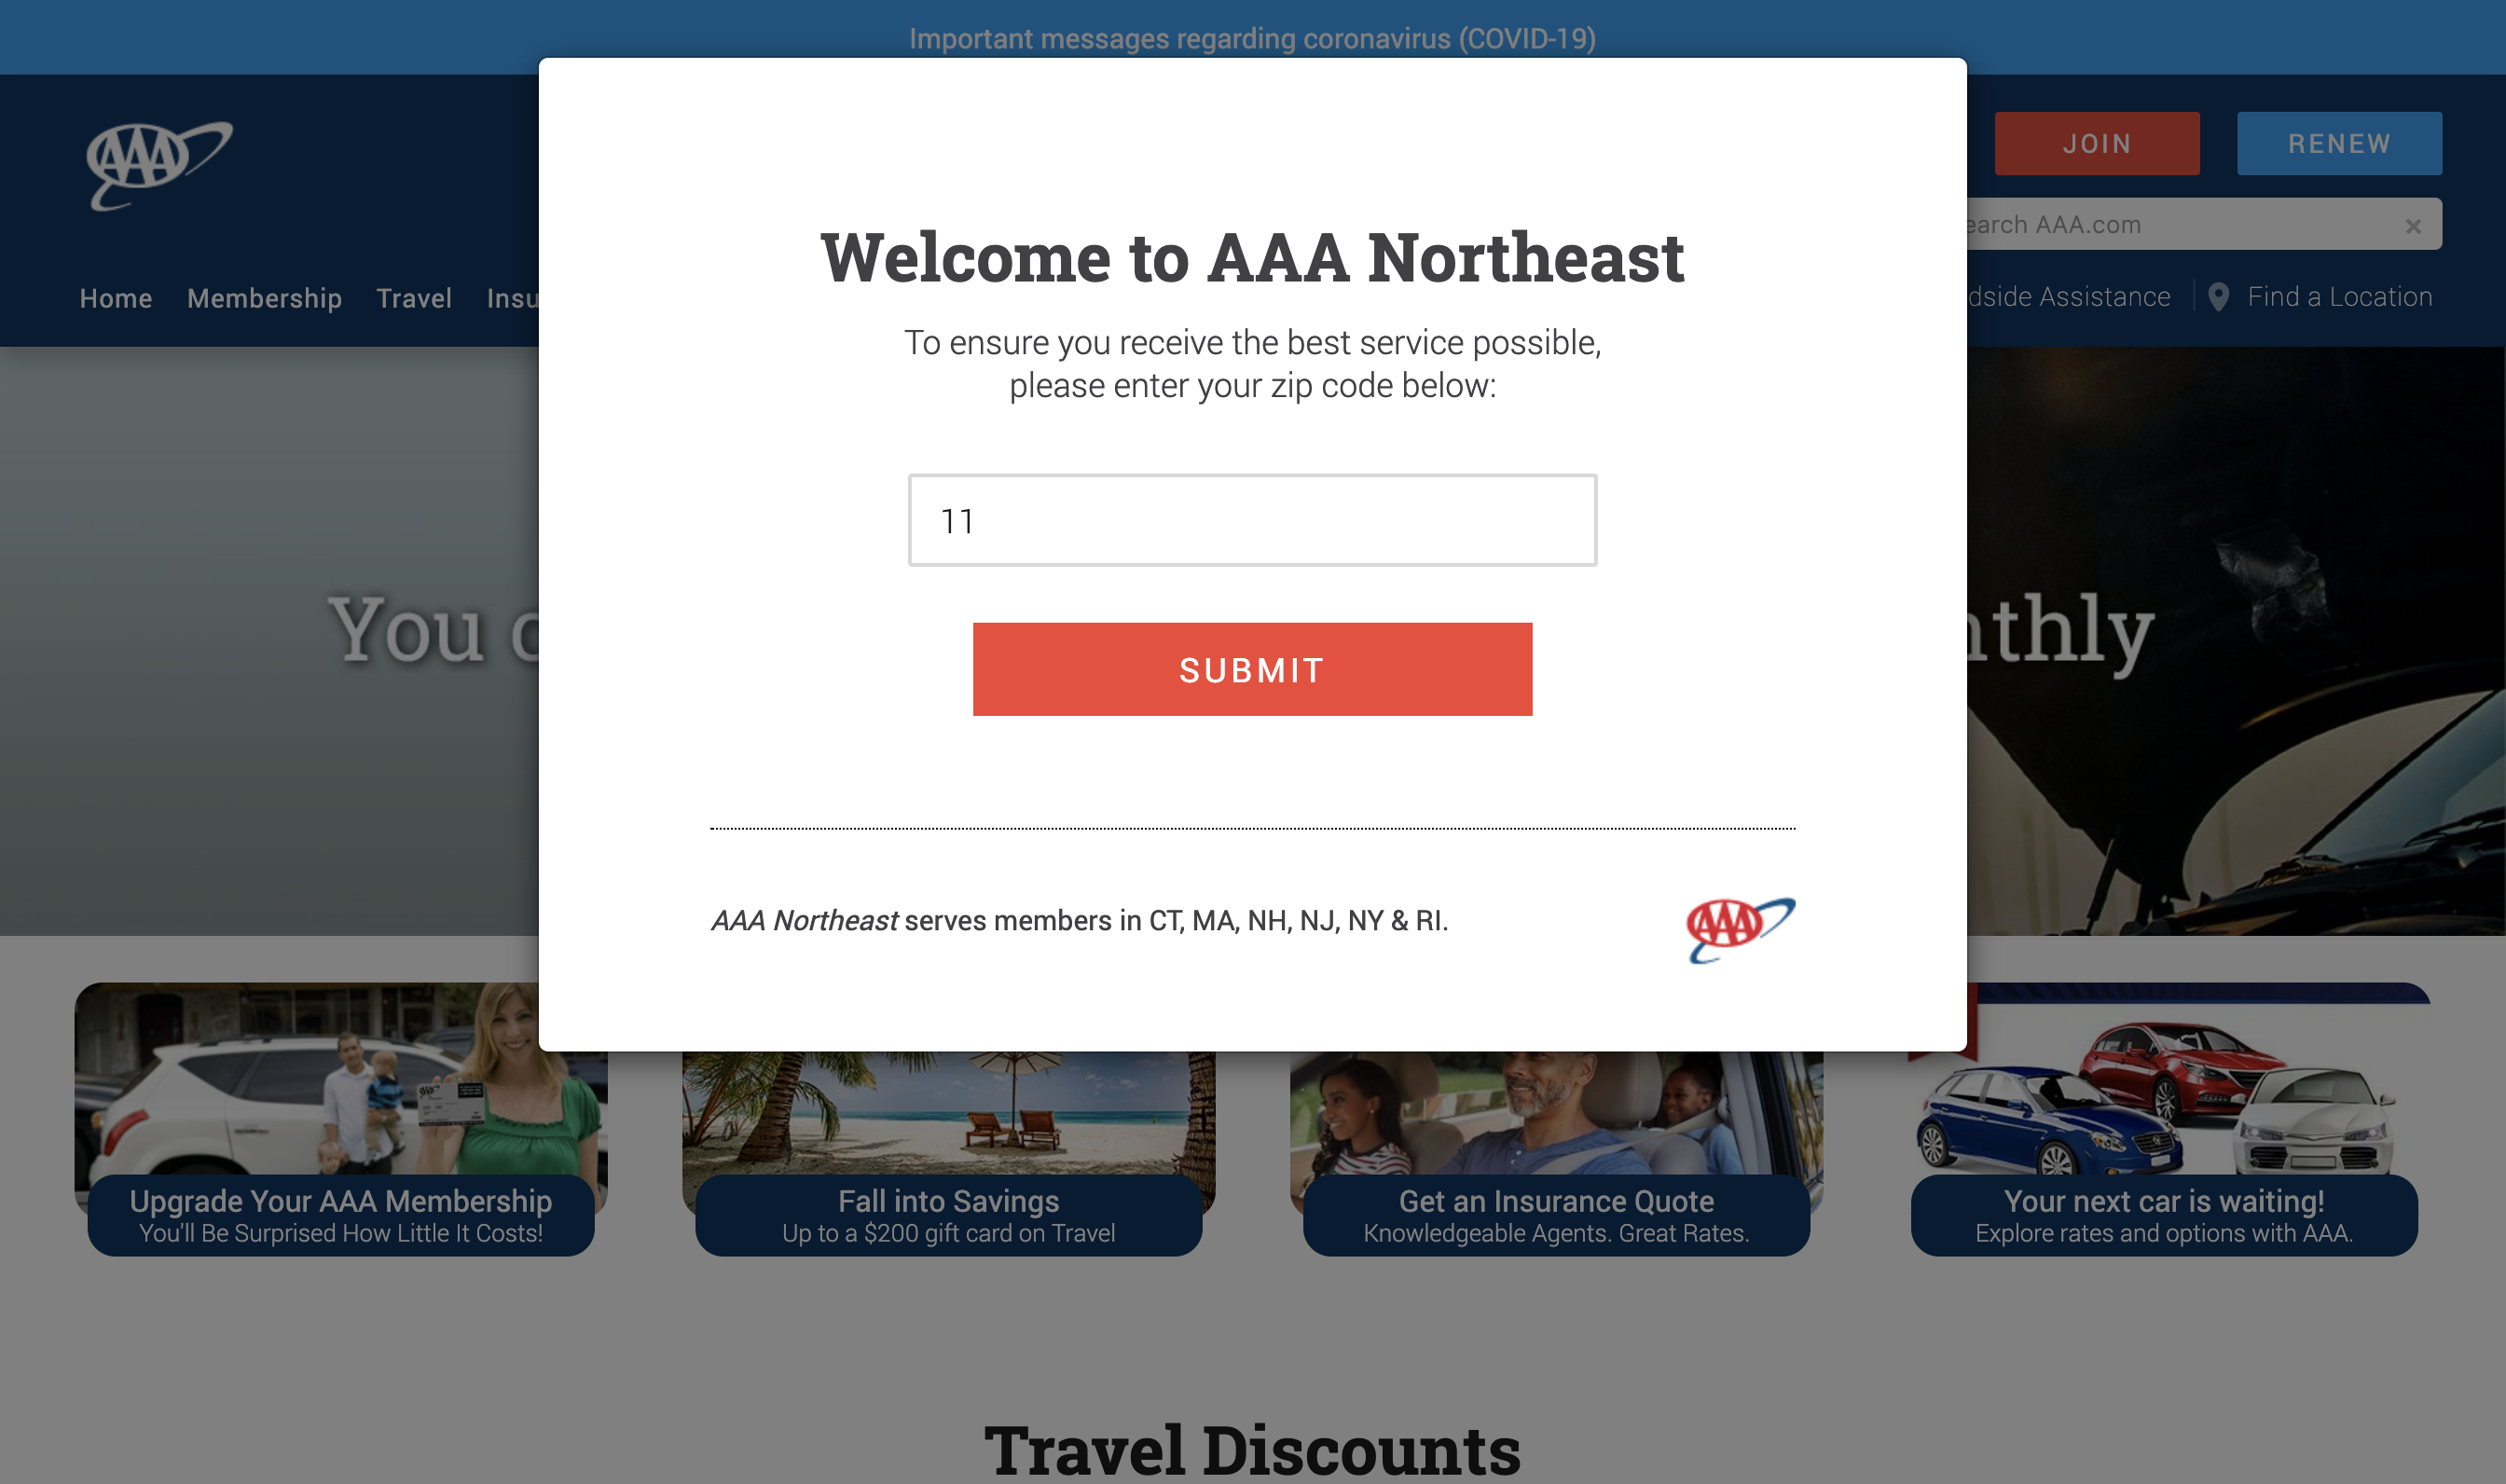 Important messages regarding coronavirus (COVID-19)
AAA
JOIN
RENEW
earch AAA.com
Home
Membership
Travel
Insu
dside Assistance
Find a Location
Welcome to AAA Northeast
To ensure you receive the best service possible,
please enter your zip code below:
11
SUBMIT
You
thly
AAA Northeast serves members in CT, MA, NH, NJ, NY & RI.
AAA
Upgrade Your AAA Membership
You'll Be Surprised How Little It Costs!
Fall into Savings
Up to a $200 gift card on Travel
Get an Insurance Quote
Knowledgeable Agents. Great Rates.
Your next car is waiting!
Explore rates and options with AAA.
Travel Discounts